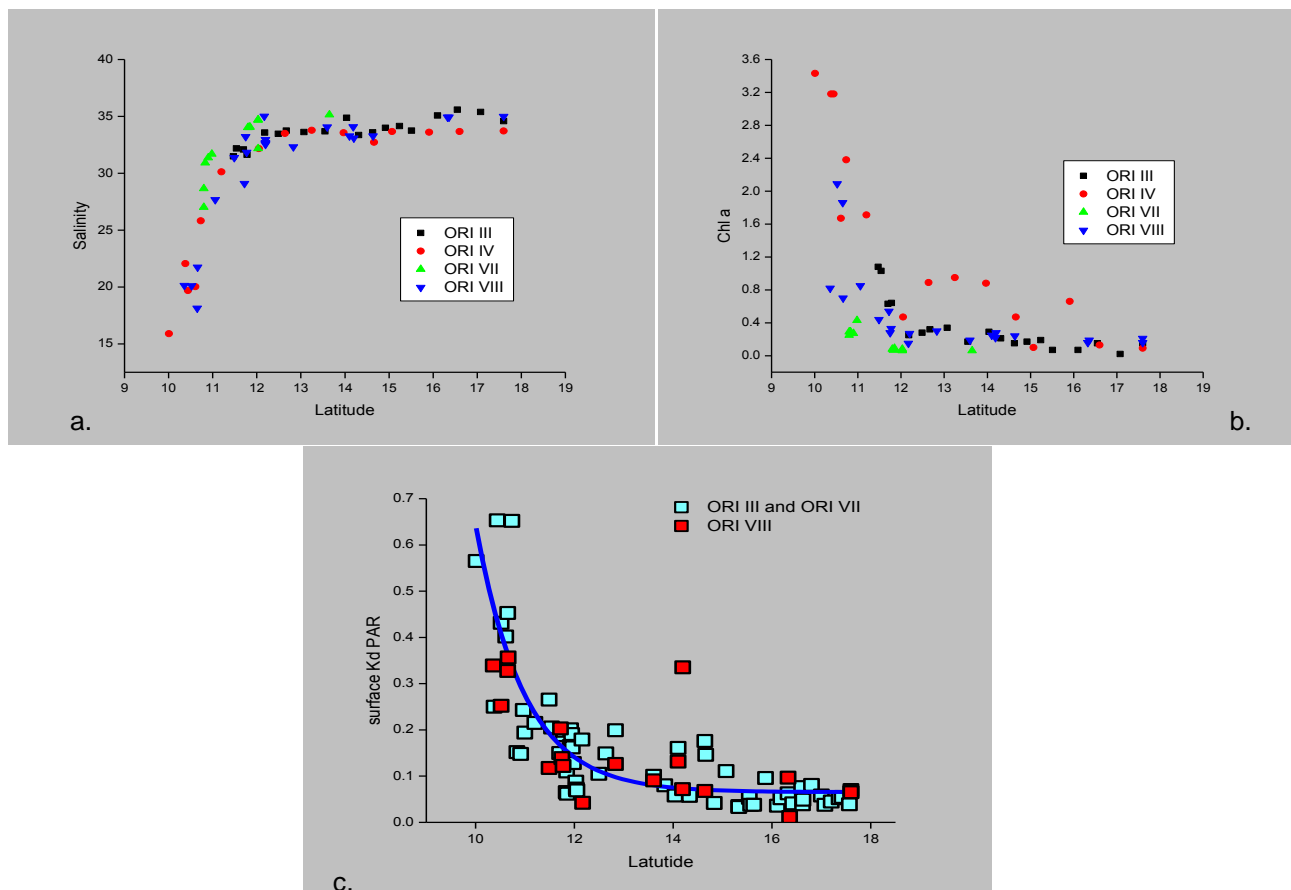 40
35
30
25
20
15
Salinity
9 10 11 12 13 14 15 16 17 18 19
Latitude
ORI III
ORI IV
ORI VII
ORI VIII
a.
3.6
3.2
2.8
2.4
2.0
1.6
1.2
0.8
0.4
0.0
Chl a
9 10 11 12 13 14 15 16 17 18 19
Latitude
ORI III
ORI IV
ORI VII
ORI VIII
b.
0.7
0.6
0.5
0.4
0.3
0.2
0.1
0.0
surface Kd PAR
10 12 14 16 18
Latutide
ORI III and ORI VII
ORI VIII
c.